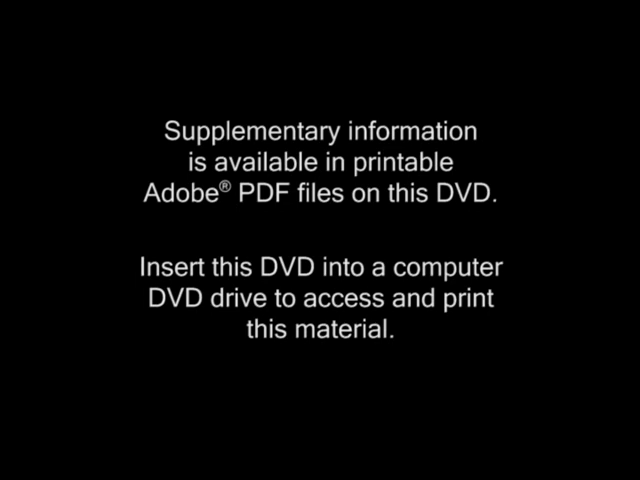 Supplementary information
is available in printable
Adobe® PDF files on this DVD.
Insert this DVD into a computer
DVD drive to access and print
this material.